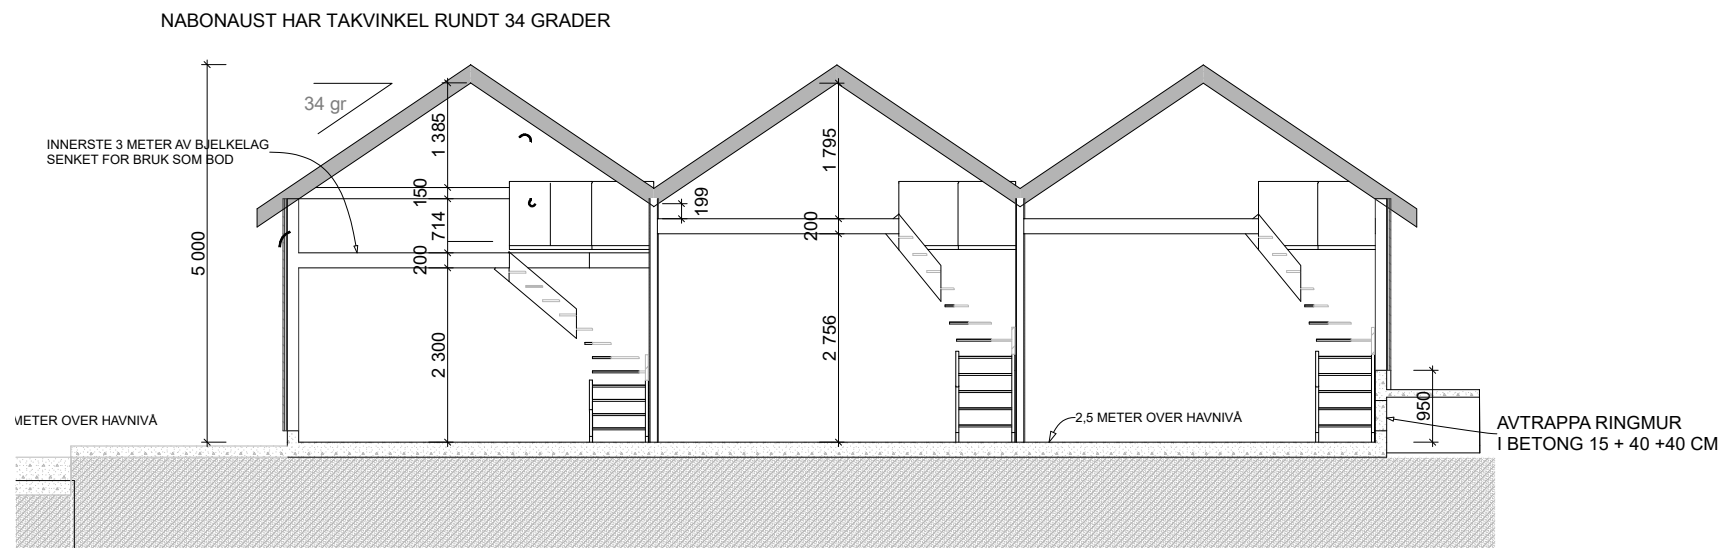 NABONAUST HAR TAKVINKEL RUNDT 34 GRADER
34 gr
INNERSTE 3 METER AV BJELKELAG
SENKET FOR BRUK SOM BOD
5 000
1 385
150
714
200
2 300
199
1 795
200
2 756
METER OVER HAVNIVÅ
2,5 METER OVER HAVNIVÅ
950
AVTRAPPA RINGMUR
I BETONG 15 + 40 +40 CM